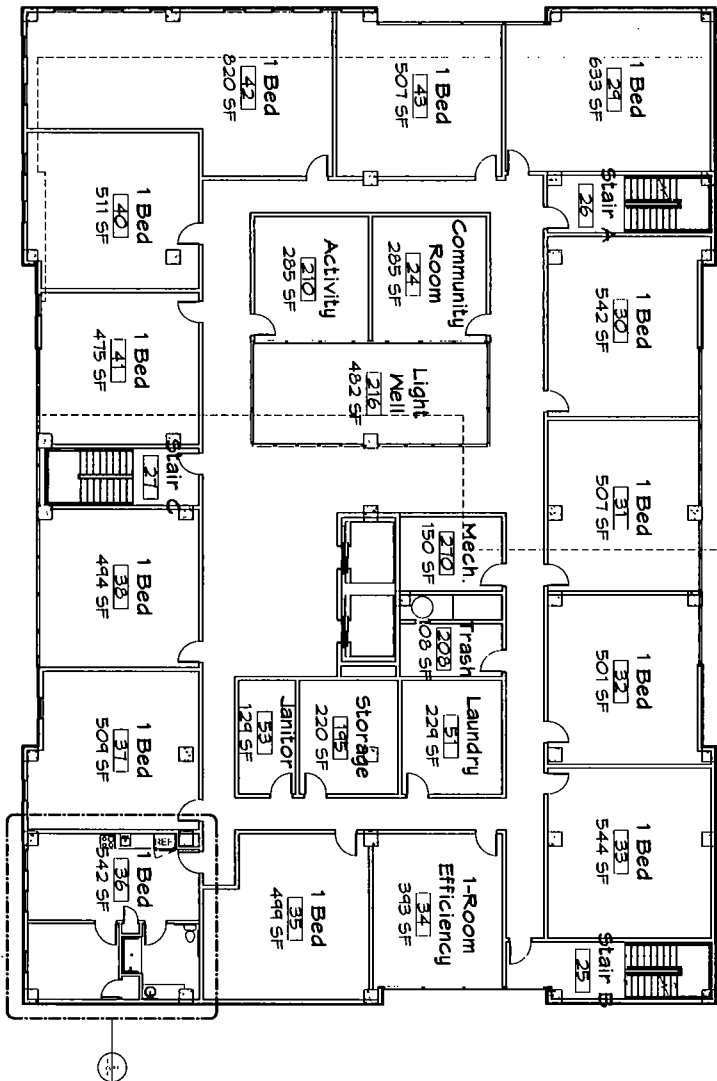 1 Bed
42
820 SF
1 Bed
43
507 SF
1 Bed
29
633 SF
1 Bed
40
511 SF
Stair A
26
Activity
210
285 SF
Community
Room
24
285 SF
1 Bed
30
542 SF
1 Bed
41
475 SF
Light
Well
216
482 SF
Stair C
27
1 Bed
31
507 SF
1 Bed
38
494 SF
Mech.
270
150 SF
Trash
208
108 SF
1 Bed
32
501 SF
1 Bed
37
509 SF
Janitor
53
129 SF
Storage
195
220 SF
Laundry
51
229 SF
1 Bed
33
544 SF
REF
1 Bed
36
542 SF
1 Bed
35
499 SF
1-Room
Efficiency
34
393 SF
Stair B
25